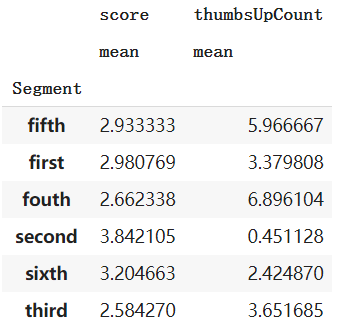 score thumbsUpCount
mean mean
Segment
fifth 2.933333 5.966667
first 2.980769 3.379808
fouth 2.662338 6.896104
second 3.842105 0.451128
sixth 3.204663 2.424870
third 2.584270 3.651685